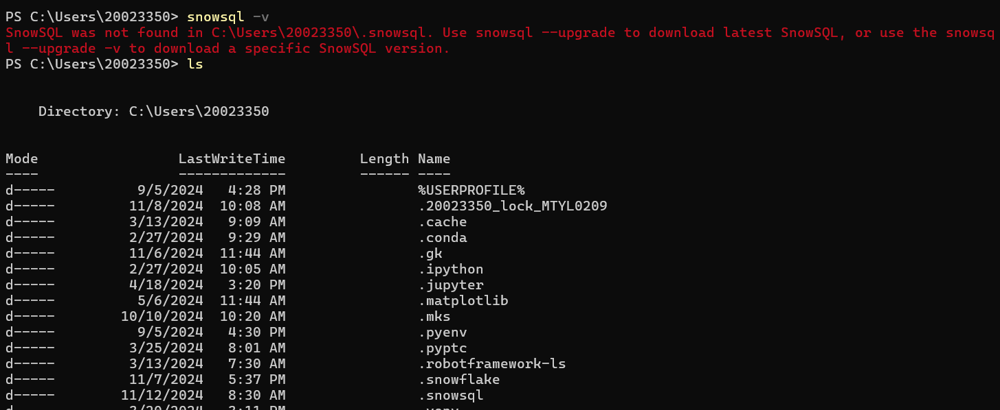 PS C:\Users\20023350> snowsql -v
SnowSQL was not found in C:\Users\20023350\.snowsql. Use snowsql --upgrade to download latest SnowSQL, or use the snowsq
l --upgrade -v to download a specific SnowSQL version.
PS C:\Users\20023350> ls
Directory: C:\Users\20023350
Mode LastWriteTime Length Name
---- ------------- ------ ----
d----- 9/5/2024 4:28 PM %USERPROFILE%
d----- 11/8/2024 10:08 AM .20023350_lock_MTYL0209
d----- 3/13/2024 9:09 AM .cache
d----- 2/27/2024 9:29 AM .conda
d----- 11/6/2024 11:44 AM .gk
d----- 2/27/2024 10:05 AM .ipython
d----- 4/18/2024 3:20 PM .jupyter
d----- 5/6/2024 11:44 AM .matplotlib
d----- 10/10/2024 10:20 AM .mks
d----- 9/5/2024 4:30 PM .pyenv
d----- 3/25/2024 8:01 AM .pyptc
d----- 3/13/2024 7:30 AM .robotframework-ls
d----- 11/7/2024 5:37 PM .snowflake
d----- 11/12/2024 8:30 AM .snowsql